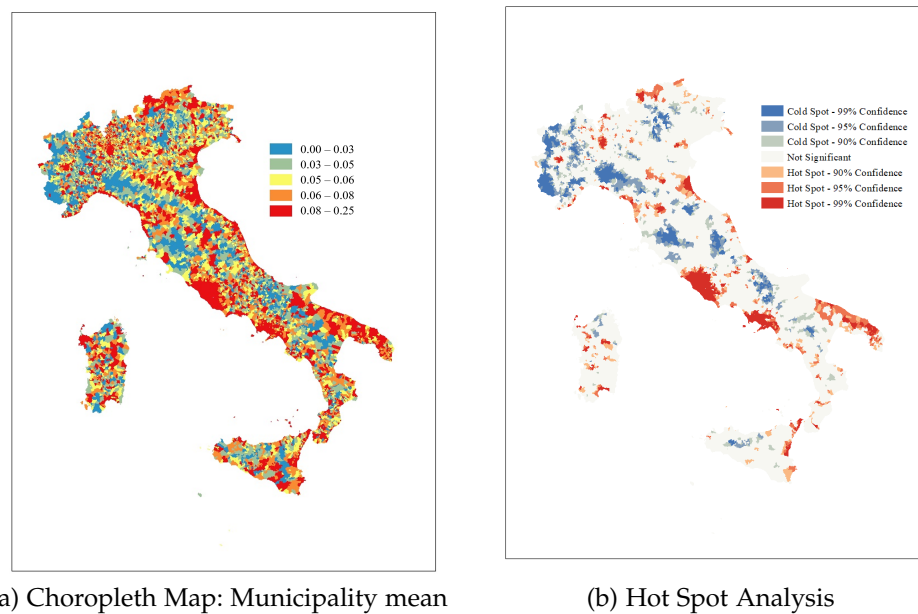 0.00 – 0.03
0.03 – 0.05
0.05 – 0.06
0.06 – 0.08
0.08 – 0.25
Cold Spot - 99% Confidence
Cold Spot - 95% Confidence
Cold Spot - 90% Confidence
Not Significant
Hot Spot - 90% Confidence
Hot Spot - 95% Confidence
Hot Spot - 99% Confidence
a) Choropleth Map: Municipality mean
(b) Hot Spot Analysis